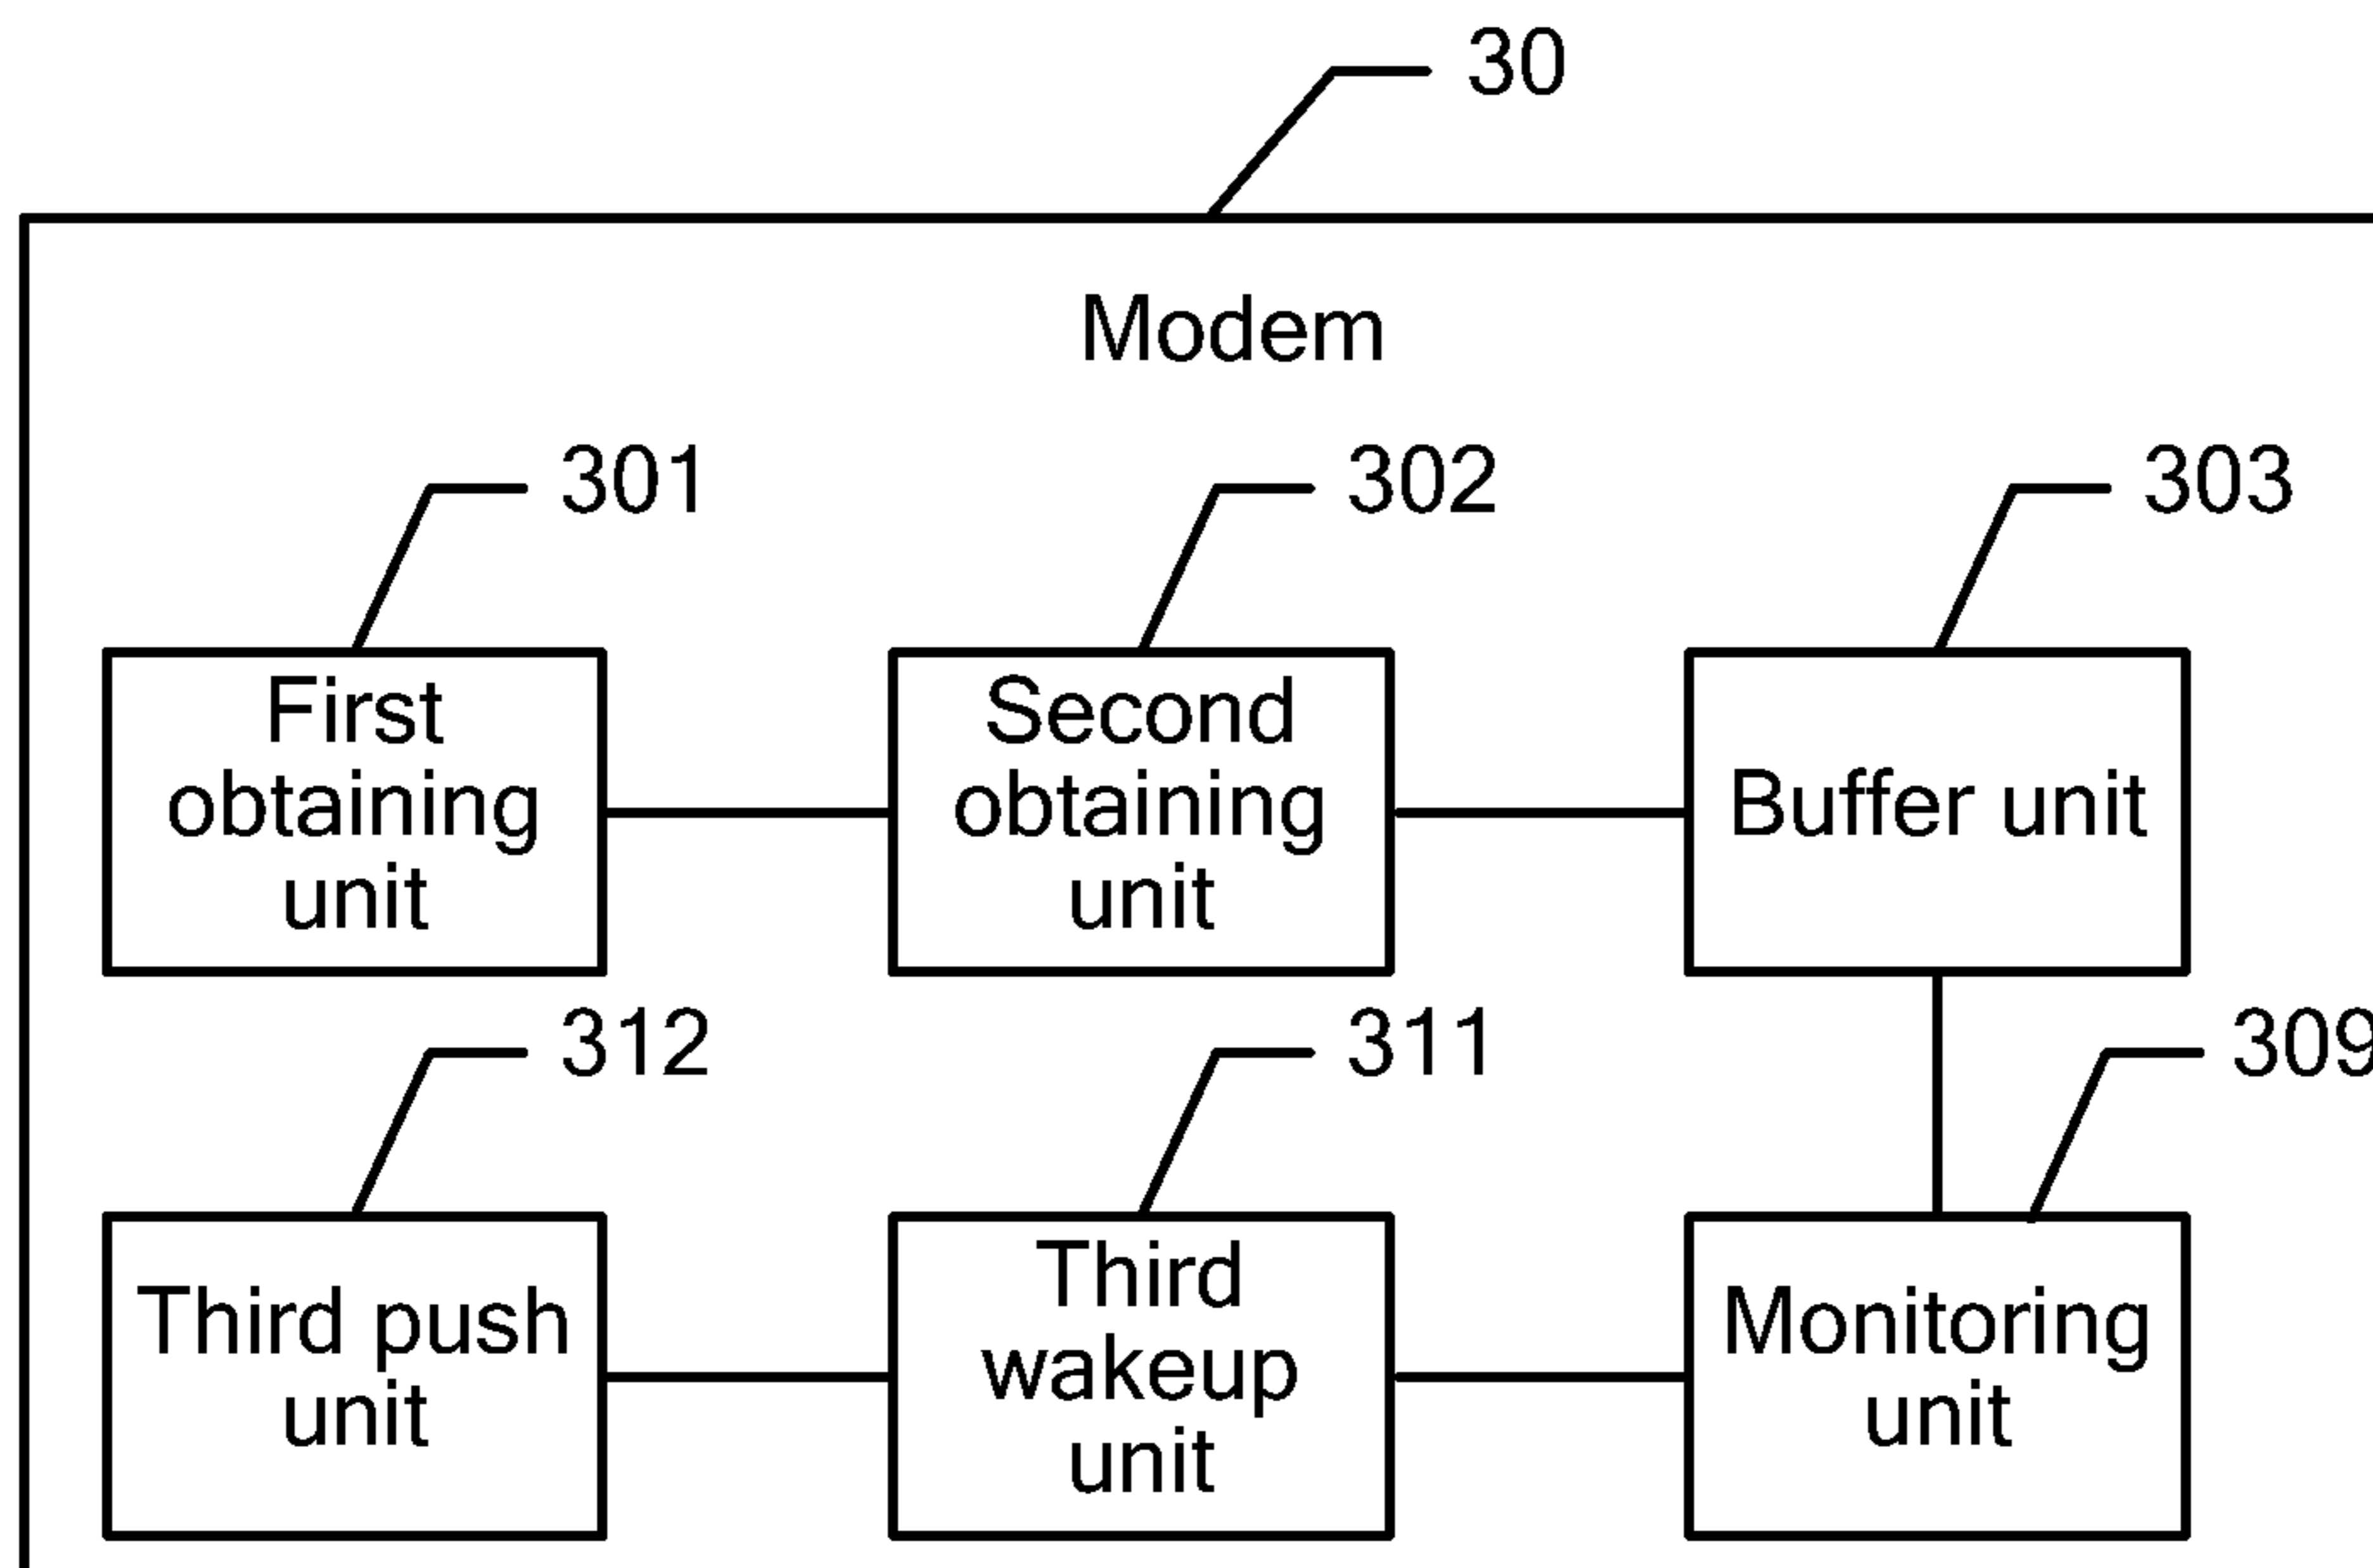 30
Modem
301
302
303
First
obtaining
unit
Second
obtaining
unit
Buffer unit
312
311
309
Third push
unit
Third
wakeup
unit
Monitoring
unit